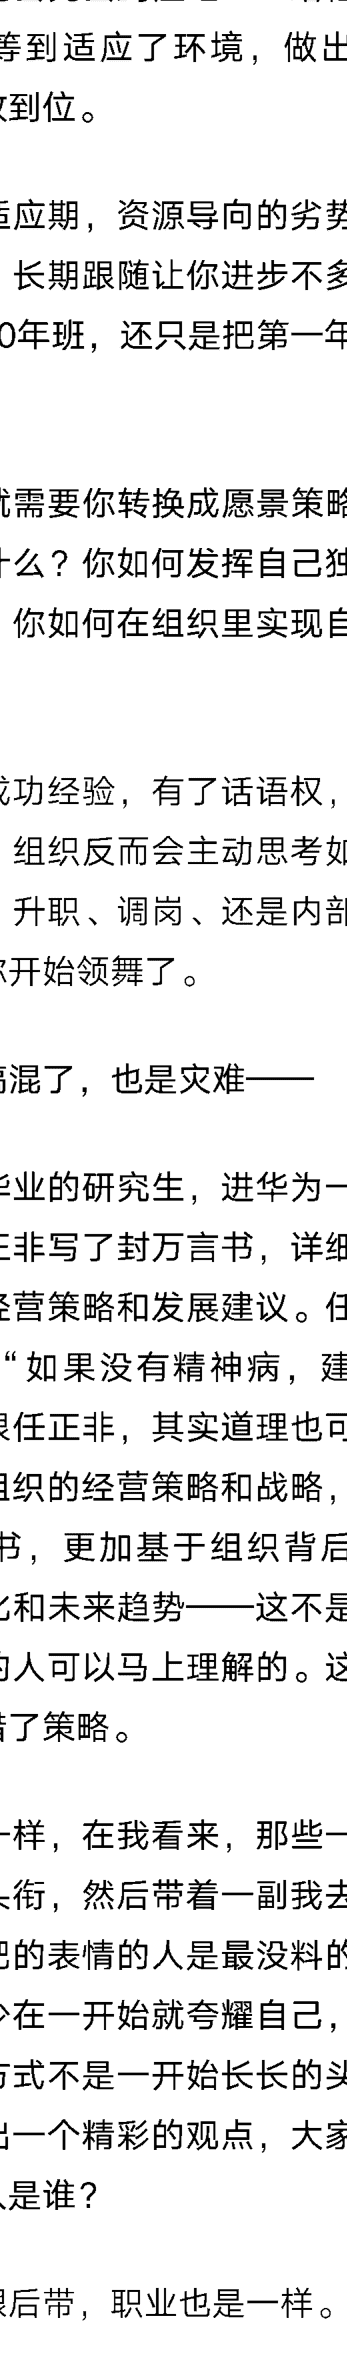 等到适应了环境，做出
到位。
适应期，资源导向的劣势
长期跟随让你进步不多
0年班，还只是把第一年
就需要你转换成愿景策略
什么？你如何发挥自己独
你如何在组织里实现自
成功经验，有了话语权，
组织反而会主动思考如
升职、调岗、还是内部
你开始领舞了。
搞混了，也是灾难——
毕业的研究生，进华为一
正非写了封万言书，详细
经营策略和发展建议。任
“如果没有精神病，建
跟任正非，其实道理也可
组织的经营策略和战略，
书，更加基于组织背后
化和未来趋势——这不是
的人可以马上理解的。这
错了策略。
一样，在我看来，那些一
头衔，然后带着一副我去
吧的表情的人是最没料的
少在一开始就夸耀自己，
方式不是一开始长长的头
出一个精彩的观点，大家
人是谁？
跟后带，职业也是一样。